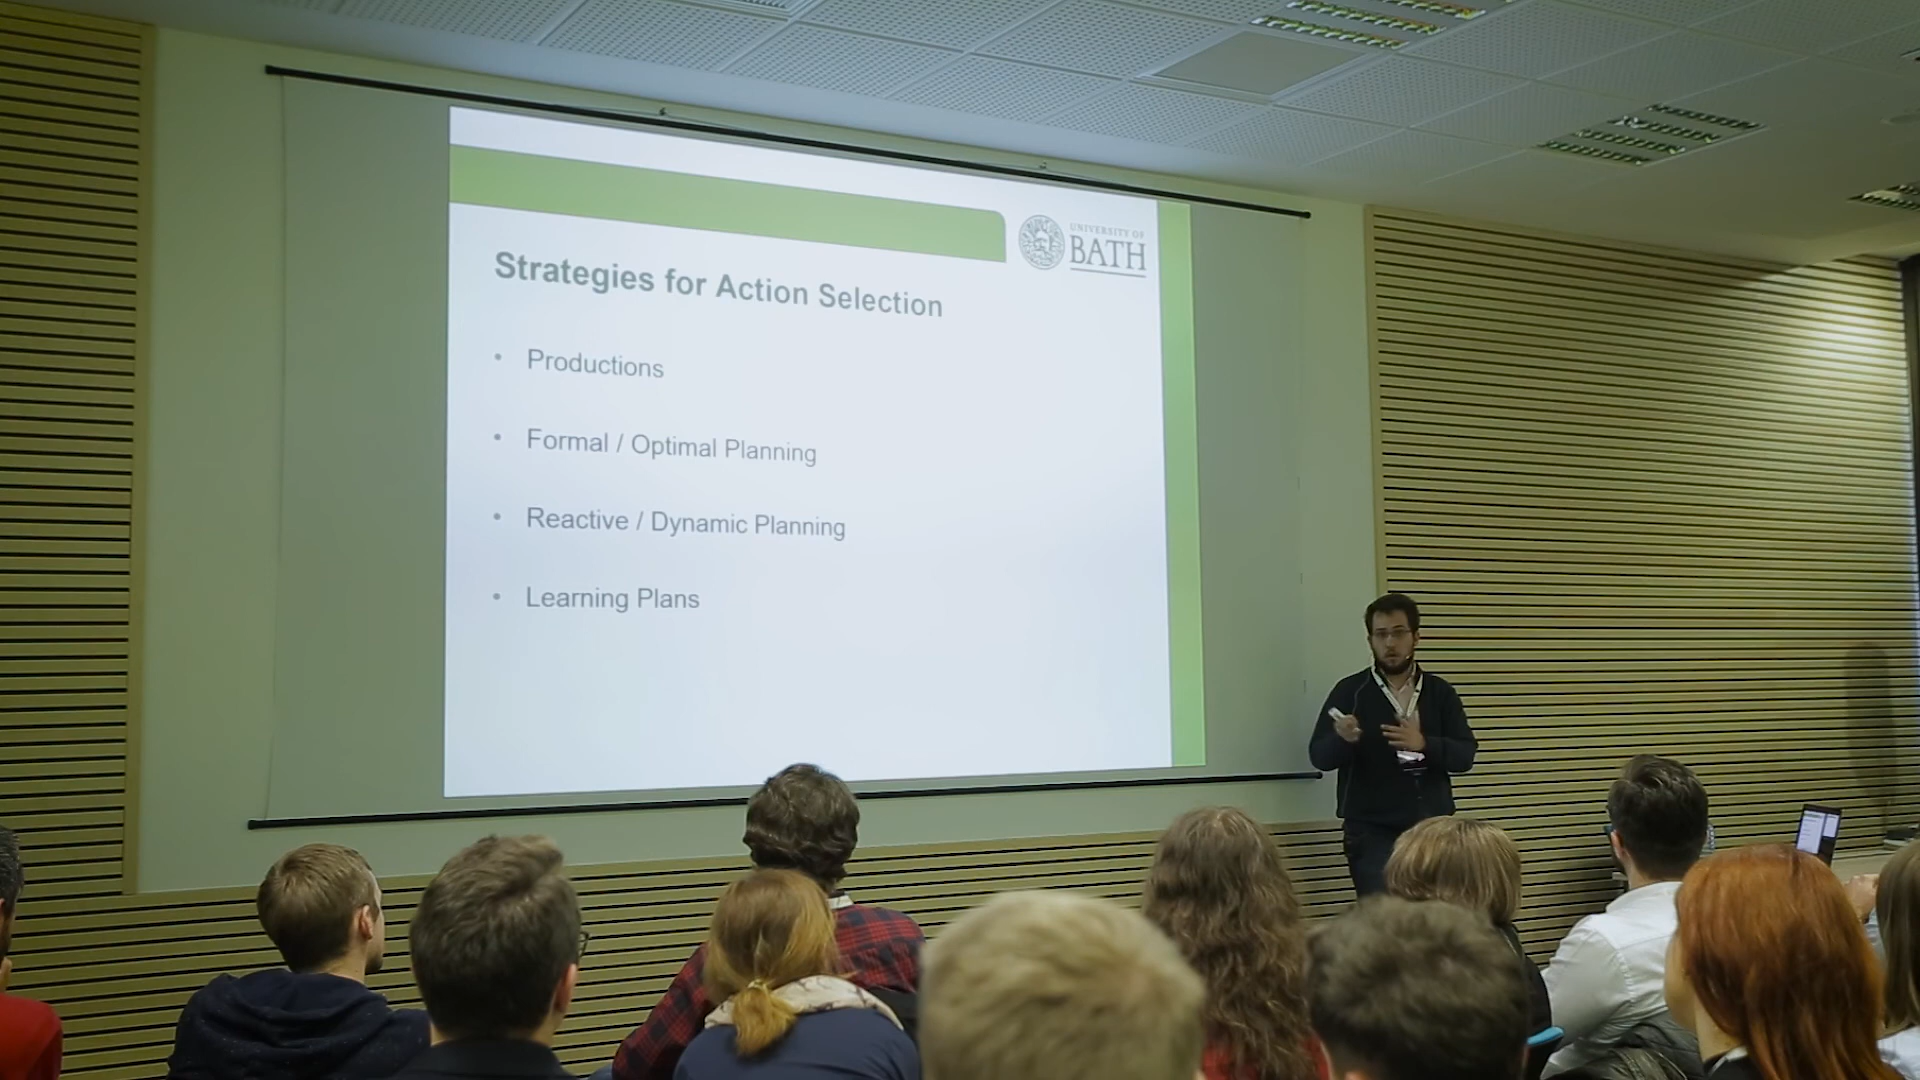 UNIVERSITY OF
BATH
Strategies for Action Selection
• Productions
• Formal / Optimal Planning
• Reactive / Dynamic Planning
• Learning Plans